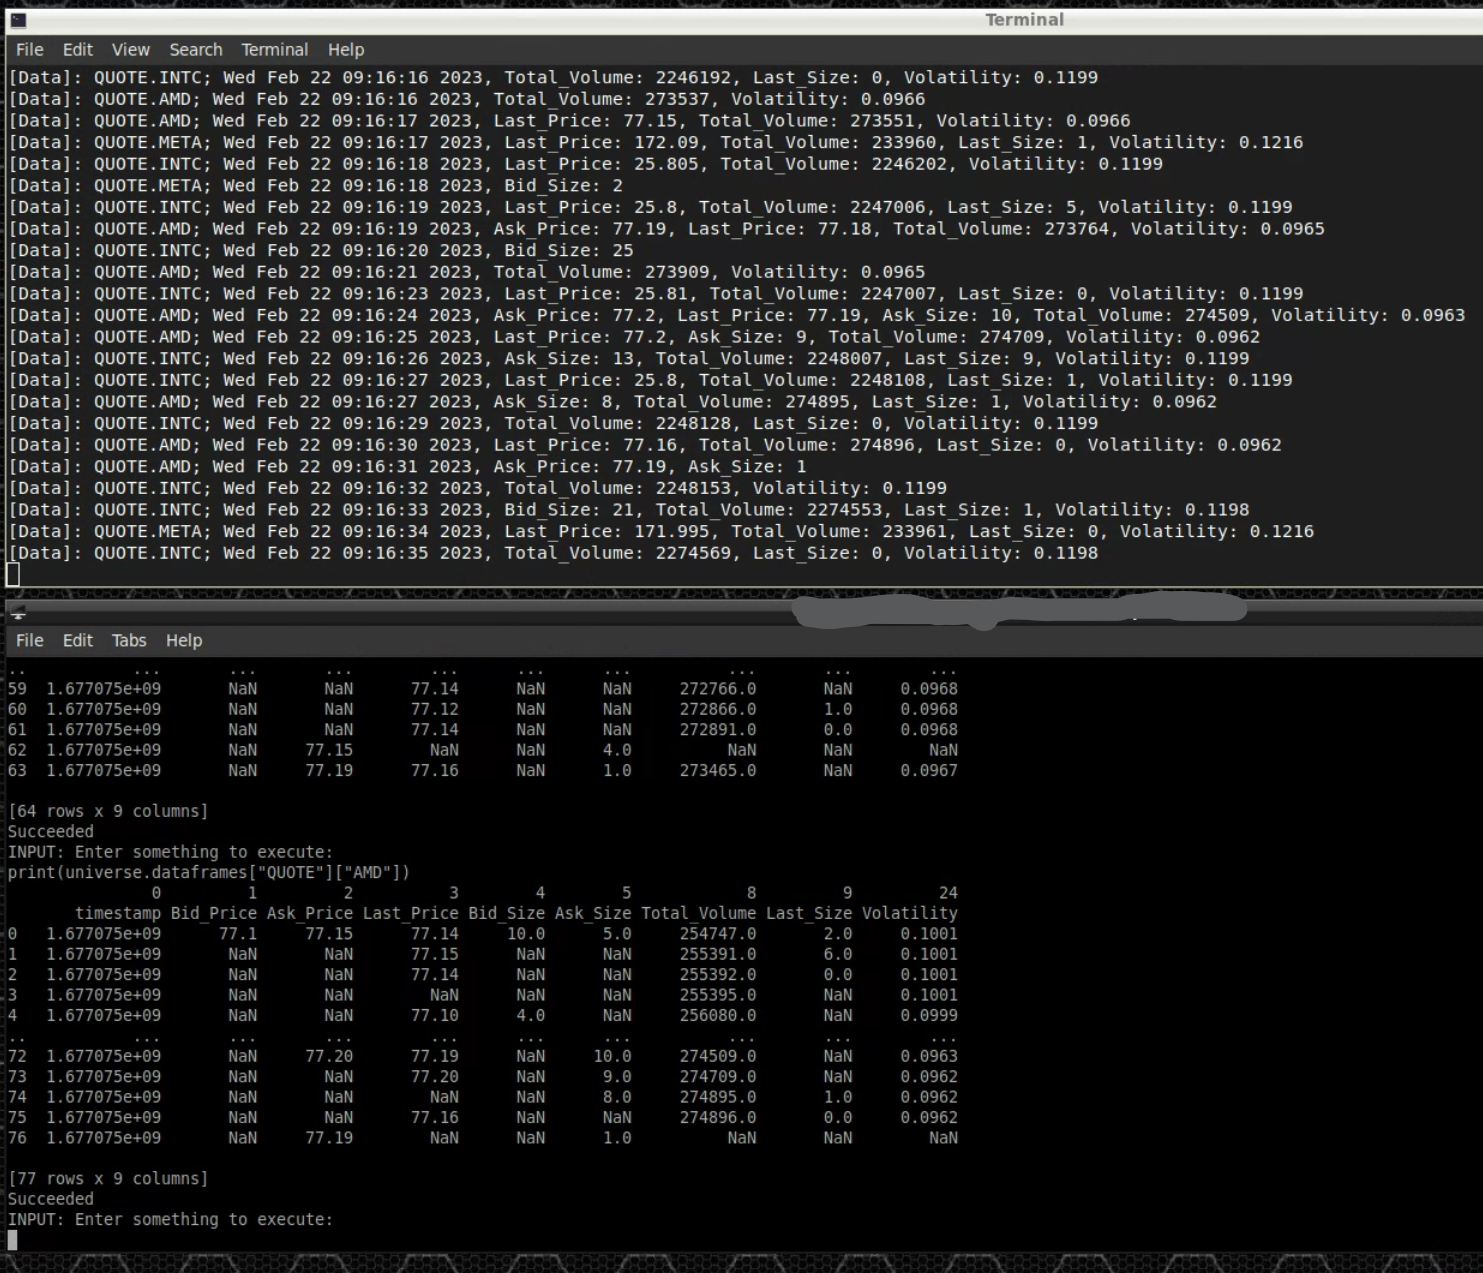 Terminal
File Edit View Search Terminal Help
[Data]: QUOTE.INTC; Wed Feb 22 09:16:16 2023, Total_Volume: 2246192, Last_Size: 0, Volatility: 0.1199
[Data]: QUOTE.AMD; Wed Feb 22 09:16:16 2023, Total_Volume: 273537, Volatility: 0.0966
[Data]: QUOTE.AMD; Wed Feb 22 09:16:17 2023, Last_Price: 77.15, Total_Volume: 273551, Volatility: 0.0966
[Data]: QUOTE.META; Wed Feb 22 09:16:17 2023, Last_Price: 172.09, Total_Volume: 233960, Last_Size: 1, Volatility: 0.1216
[Data]: QUOTE.INTC; Wed Feb 22 09:16:18 2023, Last_Price: 25.805, Total_Volume: 2246202, Volatility: 0.1199
[Data]: QUOTE.META; Wed Feb 22 09:16:18 2023, Bid_Size: 2
[Data]: QUOTE.INTC; Wed Feb 22 09:16:19 2023, Last_Price: 25.8, Total_Volume: 2247006, Last_Size: 5, Volatility: 0.1199
[Data]: QUOTE.AMD; Wed Feb 22 09:16:19 2023, Ask_Price: 77.19, Last_Price: 77.18, Total_Volume: 273764, Volatility: 0.0965
[Data]: QUOTE.INTC; Wed Feb 22 09:16:20 2023, Bid_Size: 25
[Data]: QUOTE.AMD; Wed Feb 22 09:16:21 2023, Total_Volume: 273909, Volatility: 0.0965
[Data]: QUOTE.INTC; Wed Feb 22 09:16:23 2023, Last_Price: 25.81, Total_Volume: 2247007, Last_Size: 0, Volatility: 0.1199
[Data]: QUOTE.AMD; Wed Feb 22 09:16:24 2023, Ask_Price: 77.2, Last_Price: 77.19, Ask_Size: 10, Total_Volume: 274509, Volatility: 0.0963
[Data]: QUOTE.AMD; Wed Feb 22 09:16:25 2023, Last_Price: 77.2, Ask_Size: 9, Total_Volume: 274709, Volatility: 0.0962
[Data]: QUOTE.INTC; Wed Feb 22 09:16:26 2023, Ask_Size: 13, Total_Volume: 2248007, Last_Size: 9, Volatility: 0.1199
[Data]: QUOTE.INTC; Wed Feb 22 09:16:27 2023, Last_Price: 25.8, Total_Volume: 2248108, Last_Size: 1, Volatility: 0.1199
[Data]: QUOTE.AMD; Wed Feb 22 09:16:27 2023, Ask_Size: 8, Total_Volume: 274895, Last_Size: 1, Volatility: 0.0962
[Data]: QUOTE.INTC; Wed Feb 22 09:16:29 2023, Total_Volume: 2248128, Last_Size: 0, Volatility: 0.1199
[Data]: QUOTE.AMD; Wed Feb 22 09:16:30 2023, Last_Price: 77.16, Total_Volume: 274896, Last_Size: 0, Volatility: 0.0962
[Data]: QUOTE.AMD; Wed Feb 22 09:16:31 2023, Ask_Price: 77.19, Ask_Size: 1
[Data]: QUOTE.INTC; Wed Feb 22 09:16:32 2023, Total_Volume: 2248153, Volatility: 0.1199
[Data]: QUOTE.INTC; Wed Feb 22 09:16:33 2023, Bid_Size: 21, Total_Volume: 2274553, Last_Size: 1, Volatility: 0.1198
[Data]: QUOTE.META; Wed Feb 22 09:16:34 2023, Last_Price: 171.995, Total_Volume: 233961, Last_Size: 0, Volatility: 0.1216
[Data]: QUOTE.INTC; Wed Feb 22 09:16:35 2023, Total_Volume: 2274569, Last_Size: 0, Volatility: 0.1198
File Edit Tabs Help
.. ... ... ... ... ... ... ... ... ...
59 1.677075e+09 NaN NaN 77.14 NaN NaN 272766.0 NaN 0.0968
60 1.677075e+09 NaN NaN 77.12 NaN NaN 272866.0 1.0 0.0968
61 1.677075e+09 NaN NaN 77.14 NaN NaN 272891.0 0.0 0.0968
62 1.677075e+09 NaN 77.15 NaN NaN 4.0 NaN NaN NaN
63 1.677075e+09 NaN 77.19 77.16 NaN 1.0 273465.0 NaN 0.0967
[64 rows x 9 columns]
Succeeded
INPUT: Enter something to execute:
print(universe.dataframes["QUOTE"]["AMD"])
0 1 2 3 4 5 8 9 24
timestamp Bid_Price Ask_Price Last_Price Bid_Size Ask_Size Total_Volume Last_Size Volatility
0 1.677075e+09 77.1 77.15 77.14 10.0 5.0 254747.0 2.0 0.1001
1 1.677075e+09 NaN NaN 77.15 NaN NaN 255391.0 6.0 0.1001
2 1.677075e+09 NaN NaN 77.14 NaN NaN 255392.0 0.0 0.1001
3 1.677075e+09 NaN NaN NaN NaN NaN 255395.0 NaN 0.1001
4 1.677075e+09 NaN NaN 77.10 4.0 NaN 256080.0 NaN 0.0999
.. ... ... ... ... ... ... ... ... ...
72 1.677075e+09 NaN 77.20 77.19 NaN 10.0 274509.0 NaN 0.0963
73 1.677075e+09 NaN NaN 77.20 NaN 9.0 274709.0 NaN 0.0962
74 1.677075e+09 NaN NaN NaN NaN 8.0 274895.0 1.0 0.0962
75 1.677075e+09 NaN NaN 77.16 NaN NaN 274896.0 0.0 0.0962
76 1.677075e+09 NaN 77.19 NaN NaN 1.0 NaN NaN NaN
[77 rows x 9 columns]
Succeeded
INPUT: Enter something to execute: